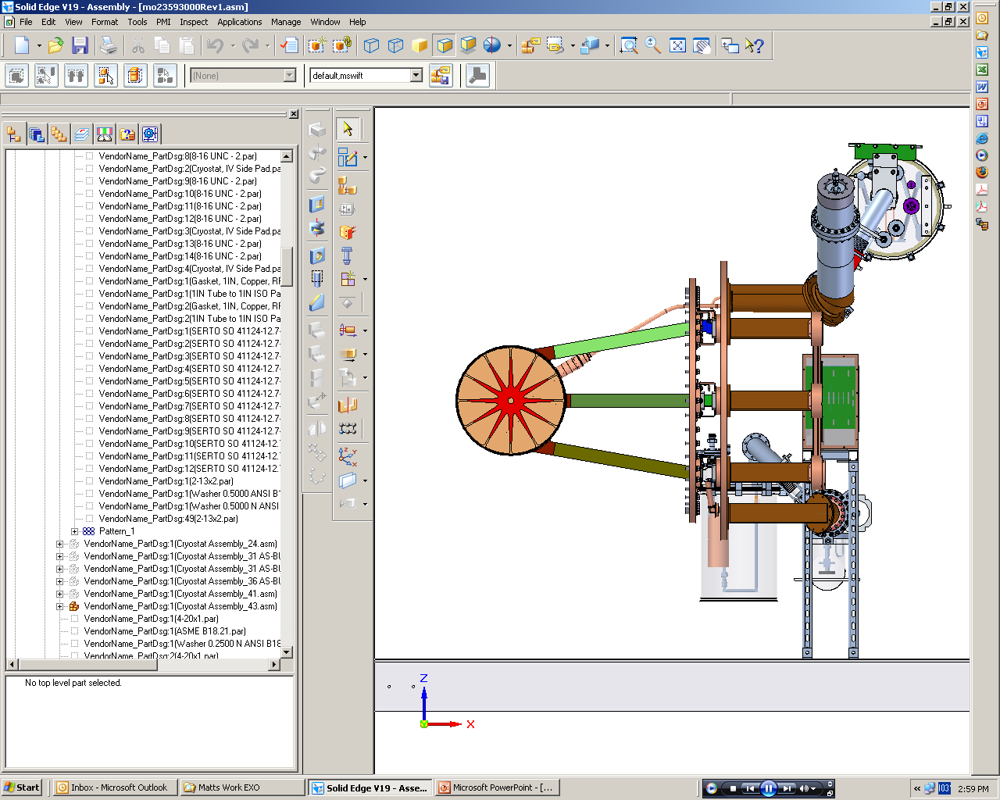 Solid Edge V19 - Assembly - [mo23593000Rev1.asm]
File Edit View Format Tools PMI Inspect Applications Manage Window Help
(None)
default,mswift
VendorName_PartDsg:8(8-16 UNC - 2.par)
VendorName_PartDsg:2(Cryostat, IV Side Pad.pa
VendorName_PartDsg:9(8-16 UNC - 2.par)
VendorName_PartDsg:10(8-16 UNC - 2.par)
VendorName_PartDsg:11(8-16 UNC - 2.par)
VendorName_PartDsg:12(8-16 UNC - 2.par)
VendorName_PartDsg:3(Cryostat, IV Side Pad.pa
VendorName_PartDsg:13(8-16 UNC - 2.par)
VendorName_PartDsg:14(8-16 UNC - 2.par)
VendorName_PartDsg:4(Cryostat, IV Side Pad.pa
VendorName_PartDsg:1(Gasket, 1IN, Copper, RF
VendorName_PartDsg:1(1IN Tube to 1IN ISO Pa
VendorName_PartDsg:2(Gasket, 1IN, Copper, RF
VendorName_PartDsg:2(1IN Tube to 1IN ISO Pa
VendorName_PartDsg:1(SERTO SO 41124-12.7-
VendorName_PartDsg:2(SERTO SO 41124-12.7-
VendorName_PartDsg:3(SERTO SO 41124-12.7-
VendorName_PartDsg:4(SERTO SO 41124-12.7-
VendorName_PartDsg:5(SERTO SO 41124-12.7-
VendorName_PartDsg:6(SERTO SO 41124-12.7-
VendorName_PartDsg:7(SERTO SO 41124-12.7-
VendorName_PartDsg:8(SERTO SO 41124-12.7-
VendorName_PartDsg:9(SERTO SO 41124-12.7-
VendorName_PartDsg:10(SERTO SO 41124-12.7
VendorName_PartDsg:11(SERTO SO 41124-12.7
VendorName_PartDsg:12(SERTO SO 41124-12.7
VendorName_PartDsg:1(2-13x2.par)
VendorName_PartDsg:1(Washer 0.5000 ANSI B1
VendorName_PartDsg:1(Washer 0.5000 N ANSI
VendorName_PartDsg:49(2-13x2.par)
Pattern_1
VendorName_PartDsg:1(Cryostat Assembly_24.asm)
VendorName_PartDsg:1(Cryostat Assembly_31 AS-BU
VendorName_PartDsg:1(Cryostat Assembly_31 AS-BU
VendorName_PartDsg:1(Cryostat Assembly_36 AS-BU
VendorName_PartDsg:1(Cryostat Assembly_41.asm)
VendorName_PartDsg:1(Cryostat Assembly_43.asm)
VendorName_PartDsg:1(4-20x1.par)
VendorName_PartDsg:1(ASME B18.21.par)
VendorName_PartDsg:1(Washer 0.2500 N ANSI B18
VendorName_PartDsg:2(4-20x1.par)
No top level part selected.
Z
X
Start
Inbox - Microsoft Outlook
Matts Work EXO
Solid Edge V19 - Asse...
Microsoft PowerPoint - [...
103
2:59 PM